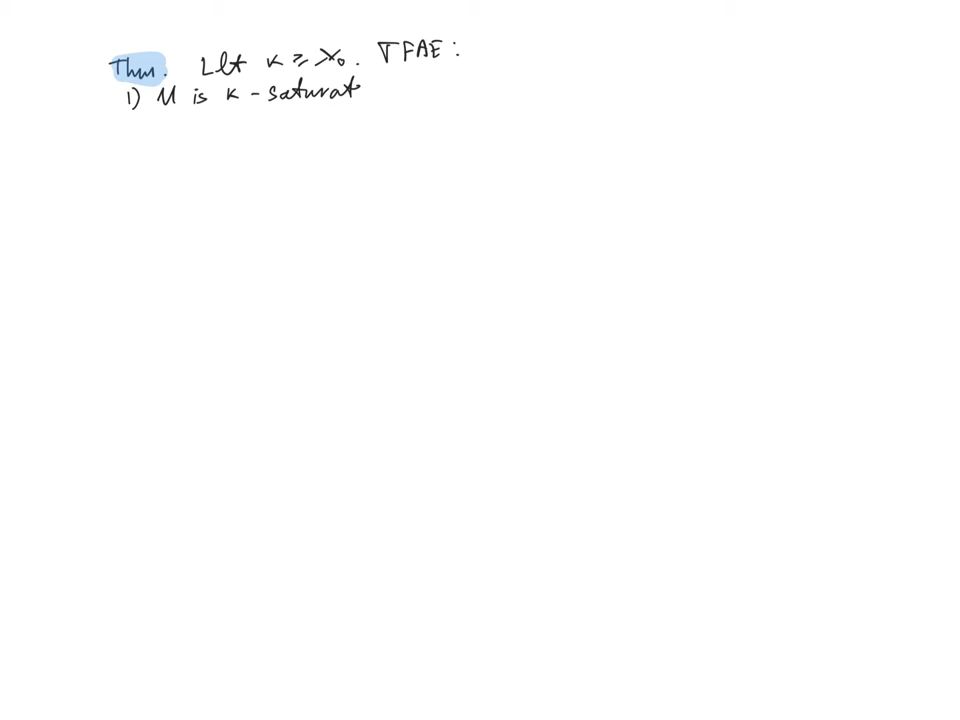 Thm. Let κ ≥ ℵ₀. TFAE:
1) M is κ-saturat